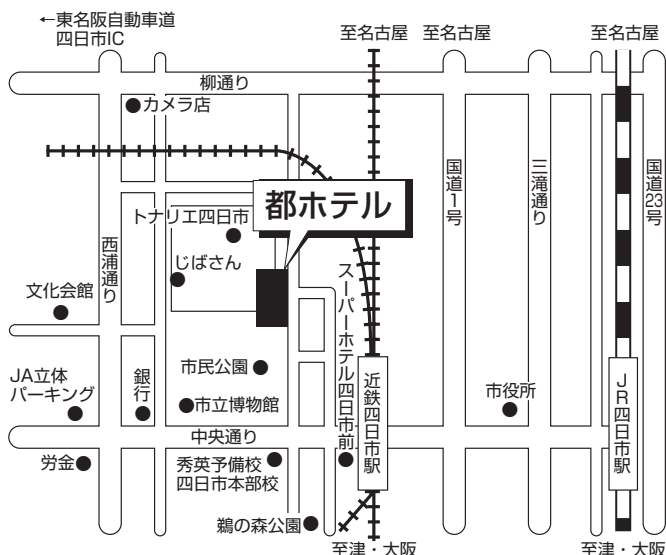 ←東名阪自動車道
四日市IC
至名古屋
至名古屋
至名古屋
柳通り
カメラ店
国道1号
三滝通り
国道23号
都ホテル
トナリエ四日市
じばさん
西浦通り
文化会館
スーパーホテル四日市前
市民公園
近鉄四日市駅
JR四日市駅
JA立体
パーキング
銀行
市立博物館
市役所
中央通り
労金
秀英予備校
四日市本部校
鵜の森公園
至津・大阪
至津・大阪